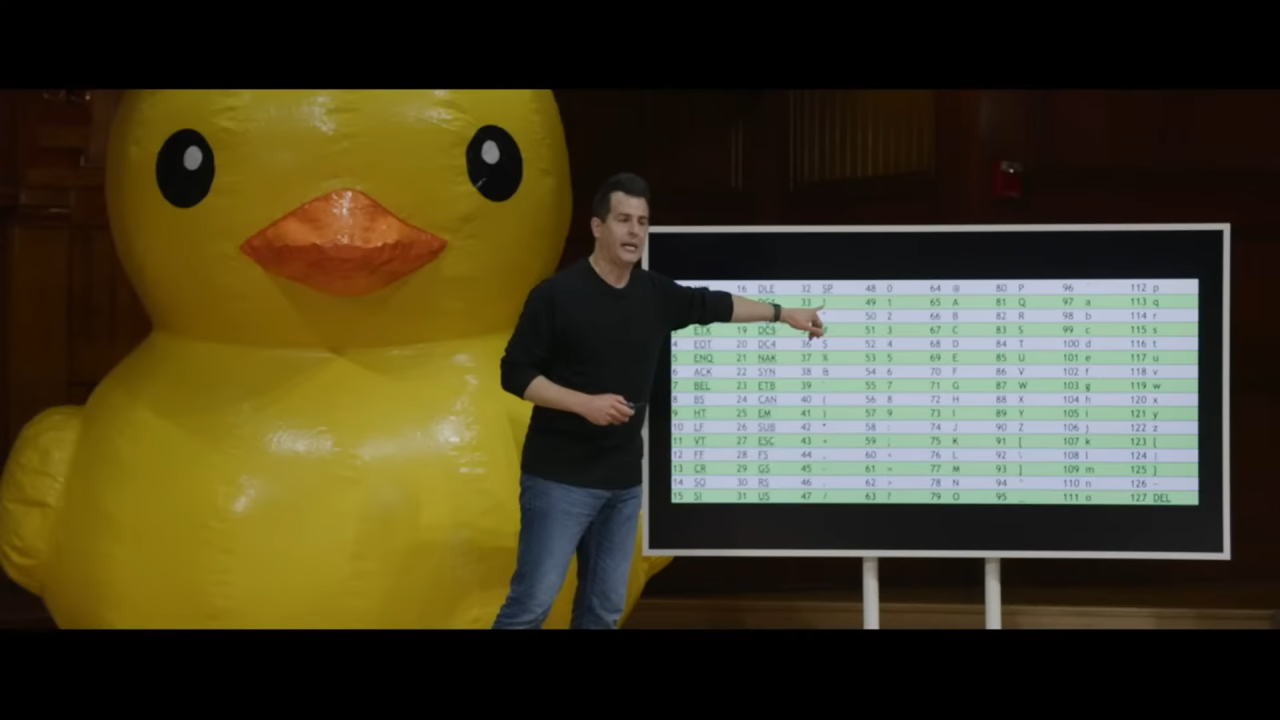 16 DLE 32 SP 48 0 64 @ 80 P 96 112 p
33 ! 49 1 65 A 81 Q 97 a 113 q
" 50 2 66 B 82 R 98 b 114 r
ETX 19 DC3 # 51 3 67 C 83 S 99 c 115 s
4 EOT 20 DC4 36 $ 52 4 68 D 84 T 100 d 116 t
5 ENQ 21 NAK 37 % 53 5 69 E 85 U 101 e 117 u
6 ACK 22 SYN 38 & 54 6 70 F 86 V 102 f 118 v
7 BEL 23 ETB 39 ' 55 7 71 G 87 W 103 g 119 w
8 BS 24 CAN 40 ( 56 8 72 H 88 X 104 h 120 x
9 HT 25 EM 41 ) 57 9 73 I 89 Y 105 i 121 y
10 LF 26 SUB 42 * 58 : 74 J 90 Z 106 j 122 z
11 VT 27 ESC 43 + 59 ; 75 K 91 [ 107 k 123 {
12 FF 28 FS 44 , 60 < 76 L 92 \ 108 l 124 |
13 CR 29 GS 45 - 61 = 77 M 93 ] 109 m 125 }
14 SO 30 RS 46 . 62 > 78 N 94 ^ 110 n 126 ~
15 SI 31 US 47 / 63 ? 79 O 95 _ 111 o 127 DEL